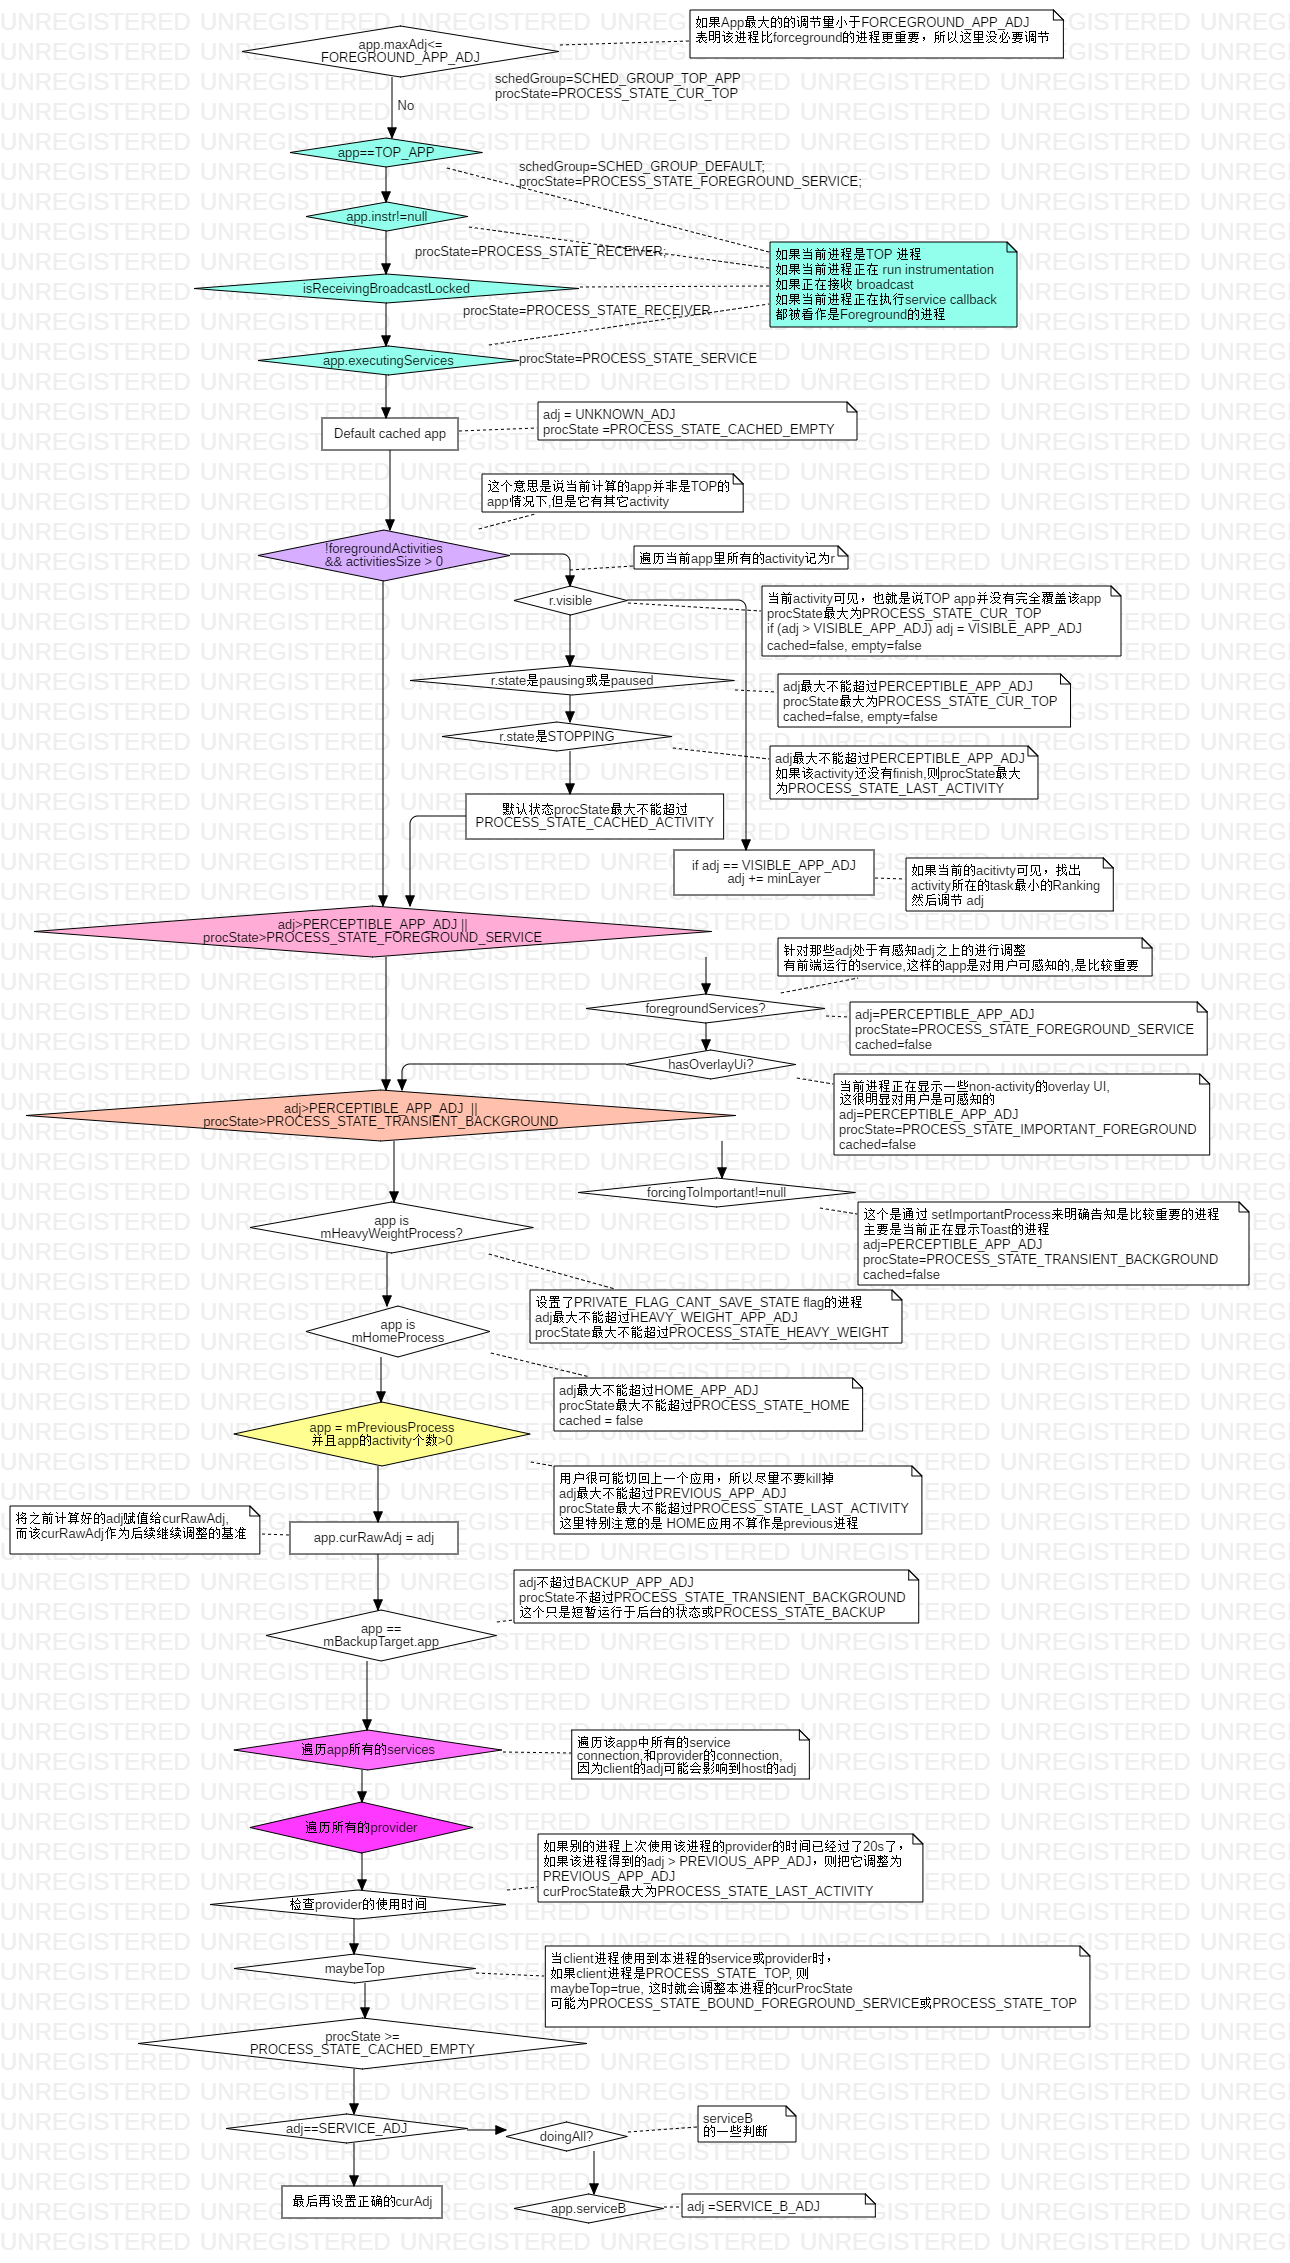 app.maxAdj<=
FOREGROUND_APP_ADJ
如果App最大的的调节量小于FORCEGROUND_APP_ADJ
表明该进程比forceground的进程更重要，所以这里没必要调节
schedGroup=SCHED_GROUP_TOP_APP
procState=PROCESS_STATE_CUR_TOP
No
app==TOP_APP
schedGroup=SCHED_GROUP_DEFAULT;
procState=PROCESS_STATE_FOREGROUND_SERVICE;
app.instr!=null
procState=PROCESS_STATE_RECEIVER;
如果当前进程是TOP 进程
如果当前进程正在 run instrumentation
如果正在接收 broadcast
如果当前进程正在执行service callback
都被看作是Foreground的进程
isReceivingBroadcastLocked
procState=PROCESS_STATE_RECEIVER
app.executingServices
procState=PROCESS_STATE_SERVICE
Default cached app
adj = UNKNOWN_ADJ
procState =PROCESS_STATE_CACHED_EMPTY
这个意思是说当前计算的app并非是TOP的
app情况下,但是它有其它activity
!foregroundActivities
&& activitiesSize > 0
遍历当前app里所有的activity记为r
r.visible
当前activity可见，也就是说TOP app并没有完全覆盖该app
procState最大为PROCESS_STATE_CUR_TOP
if (adj > VISIBLE_APP_ADJ) adj = VISIBLE_APP_ADJ
cached=false, empty=false
r.state是pausing或是paused
adj最大不能超过PERCEPTIBLE_APP_ADJ
procState最大为PROCESS_STATE_CUR_TOP
cached=false, empty=false
r.state是STOPPING
adj最大不能超过PERCEPTIBLE_APP_ADJ
如果该activity还没有finish,则procState最大
为PROCESS_STATE_LAST_ACTIVITY
默认状态procState最大不能超过
PROCESS_STATE_CACHED_ACTIVITY
if adj == VISIBLE_APP_ADJ
adj += minLayer
如果当前的acitivty可见，找出
activity所在的task最小的Ranking
然后调节 adj
adj>PERCEPTIBLE_APP_ADJ ||
procState>PROCESS_STATE_FOREGROUND_SERVICE
针对那些adj处于有感知adj之上的进行调整
有前端运行的service,这样的app是对用户可感知的,是比较重要
foregroundServices?
adj=PERCEPTIBLE_APP_ADJ
procState=PROCESS_STATE_FOREGROUND_SERVICE
cached=false
hasOverlayUi?
当前进程正在显示一些non-activity的overlay UI,
这很明显对用户是可感知的
adj=PERCEPTIBLE_APP_ADJ
procState=PROCESS_STATE_IMPORTANT_FOREGROUND
cached=false
adj>PERCEPTIBLE_APP_ADJ ||
procState>PROCESS_STATE_TRANSIENT_BACKGROUND
forcingToImportant!=null
这个是通过 setImportantProcess来明确告知是比较重要的进程
主要是当前正在显示Toast的进程
adj=PERCEPTIBLE_APP_ADJ
procState=PROCESS_STATE_TRANSIENT_BACKGROUND
cached=false
app is
mHeavyWeightProcess?
设置了PRIVATE_FLAG_CANT_SAVE_STATE flag的进程
adj最大不能超过HEAVY_WEIGHT_APP_ADJ
procState最大不能超过PROCESS_STATE_HEAVY_WEIGHT
app is
mHomeProcess
adj最大不能超过HOME_APP_ADJ
procState最大不能超过PROCESS_STATE_HOME
cached = false
app = mPreviousProcess
并且app的activity个数>0
用户很可能切回上一个应用，所以尽量不要kill掉
adj最大不能超过PREVIOUS_APP_ADJ
procState最大不能超过PROCESS_STATE_LAST_ACTIVITY
这里特别注意的是 HOME应用不算作是previous进程
将之前计算好的adj赋值给curRawAdj,
而该curRawAdj作为后续继续调整的基准
app.curRawAdj = adj
adj不超过BACKUP_APP_ADJ
procState不超过PROCESS_STATE_TRANSIENT_BACKGROUND
这个只是短暂运行于后台的状态或PROCESS_STATE_BACKUP
app ==
mBackupTarget.app
遍历app所有的services
遍历该app中所有的service
connection,和provider的connection,
因为client的adj可能会影响到host的adj
遍历所有的provider
如果别的进程上次使用该进程的provider的时间已经过了20s了，
如果该进程得到的adj > PREVIOUS_APP_ADJ，则把它调整为
PREVIOUS_APP_ADJ
curProcState最大为PROCESS_STATE_LAST_ACTIVITY
检查provider的使用时间
maybeTop
当client进程使用到本进程的service或provider时，
如果client进程是PROCESS_STATE_TOP, 则
maybeTop=true, 这时就会调整本进程的curProcState
可能为PROCESS_STATE_BOUND_FOREGROUND_SERVICE或PROCESS_STATE_TOP
procState >=
PROCESS_STATE_CACHED_EMPTY
adj==SERVICE_ADJ
doingAll?
serviceB
的一些判断
最后再设置正确的curAdj
app.serviceB
adj =SERVICE_B_ADJ